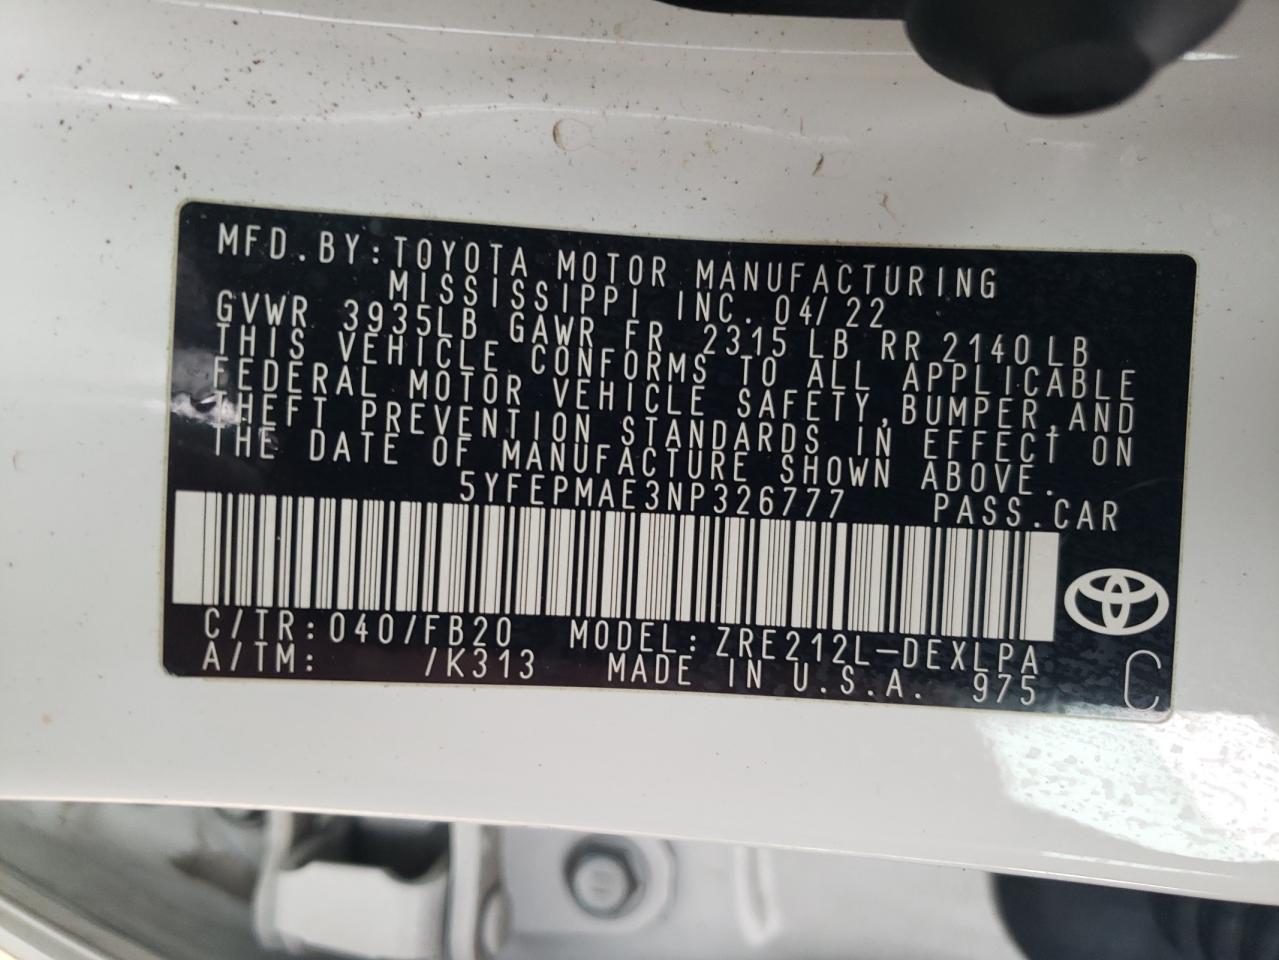 MFD.BY:TOYOTA MOTOR MANUFACTURING
MISSISSIPPI INC. 04/22
GVWR 3935LB GAWR FR 2315 LB RR 2140LB
THIS VEHICLE CONFORMS TO ALL APPLICABLE
FEDERAL MOTOR VEHICLE SAFETY,BUMPER,AND
THEFT PREVENTION STANDARDS IN EFFECT ON
THE DATE OF MANUFACTURE SHOWN ABOVE.
5YFEPMAE3NP326777 PASS.CAR
C/TR:040/FB20 MODEL:ZRE212L-DEXLPA
A/TM: /K313 MADE IN U.S.A. 975 C